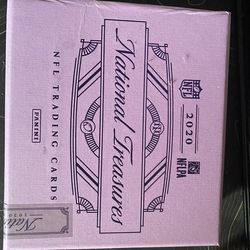 NFL
2020
NFLPA
National Treasures
NFL TRADING CARDS
PANINI